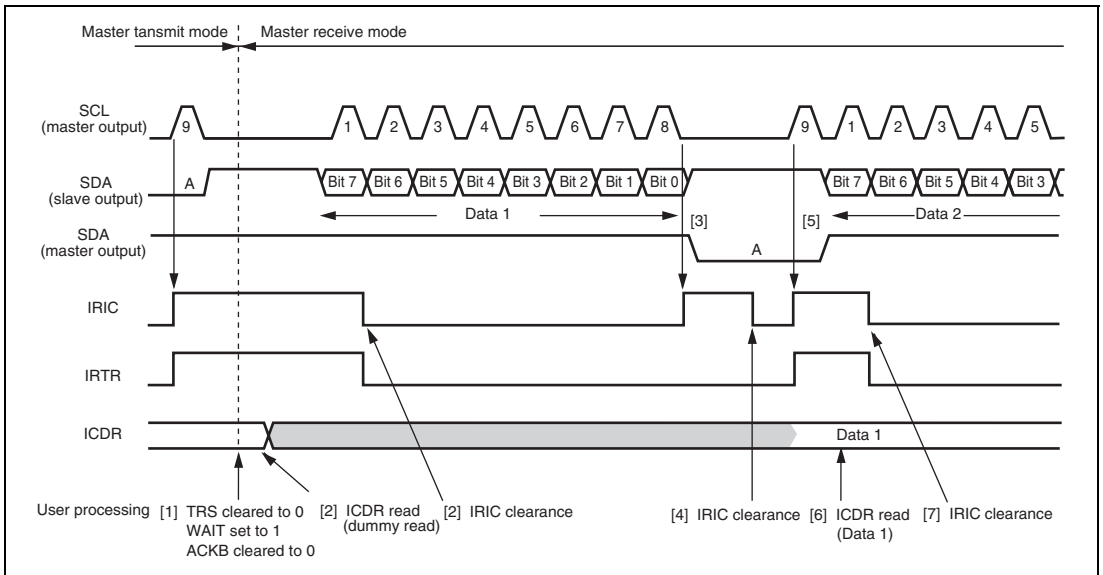 Master tansmit mode Master receive mode
SCL
(master output)
9 1 2 3 4 5 6 7 8 9 1 2 3 4 5
SDA
(slave output)
A Bit 7 Bit 6 Bit 5 Bit 4 Bit 3 Bit 2 Bit 1 Bit 0 Bit 7 Bit 6 Bit 5 Bit 4 Bit 3
Data 1 [3] [5] Data 2
SDA
(master output)
A
IRIC
IRTR
ICDR
Data 1
User processing [1] TRS cleared to 0
WAIT set to 1
ACKB cleared to 0
[2] ICDR read
(dummy read)
[2] IRIC clearance
[4] IRIC clearance
[6] ICDR read
(Data 1)
[7] IRIC clearance